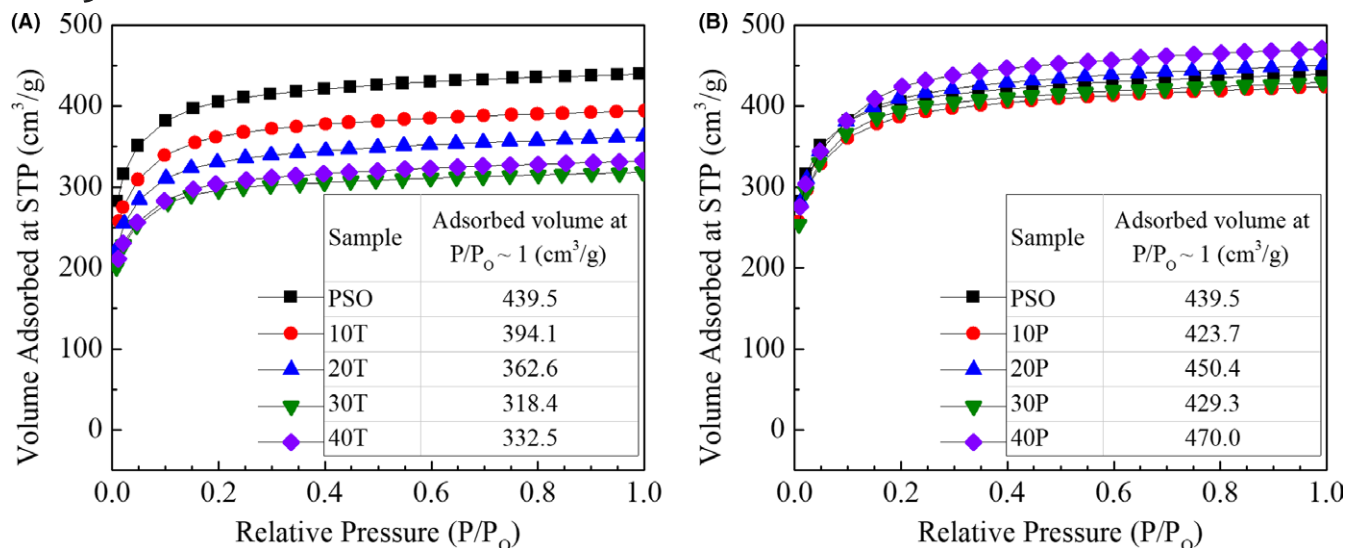 (A)
Volume Adsorbed at STP (cm³/g)
500
400
300
200
100
0
Sample
Adsorbed volume at
P/P₀ ~ 1 (cm³/g)
PSO 439.5
10T 394.1
20T 362.6
30T 318.4
40T 332.5
0.0 0.2 0.4 0.6 0.8 1.0
Relative Pressure (P/P₀)
(B)
Volume Adsorbed at STP (cm³/g)
500
400
300
200
100
0
Sample
Adsorbed volume at
P/P₀ ~ 1 (cm³/g)
PSO 439.5
10P 423.7
20P 450.4
30P 429.3
40P 470.0
0.0 0.2 0.4 0.6 0.8 1.0
Relative Pressure (P/P₀)